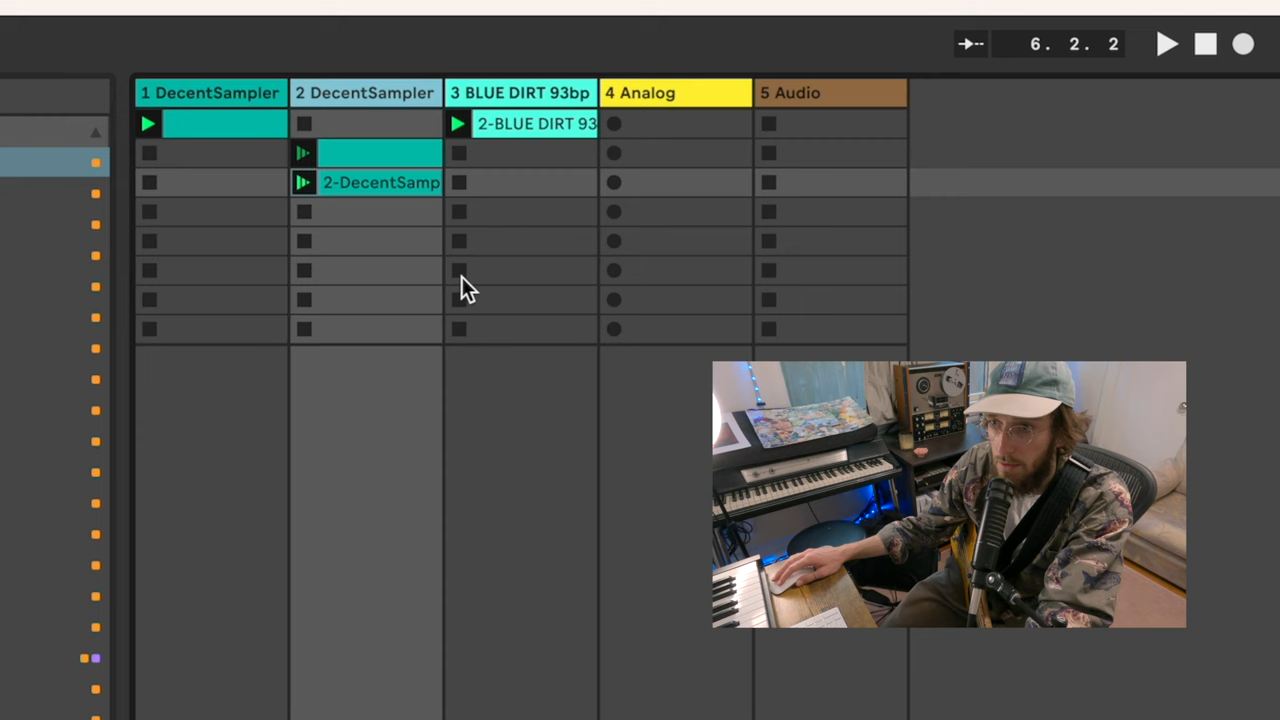 6. 2. 2
1 DecentSampler
2 DecentSampler
3 BLUE DIRT 93bp
4 Analog
5 Audio
2-BLUE DIRT 93
2-DecentSamp